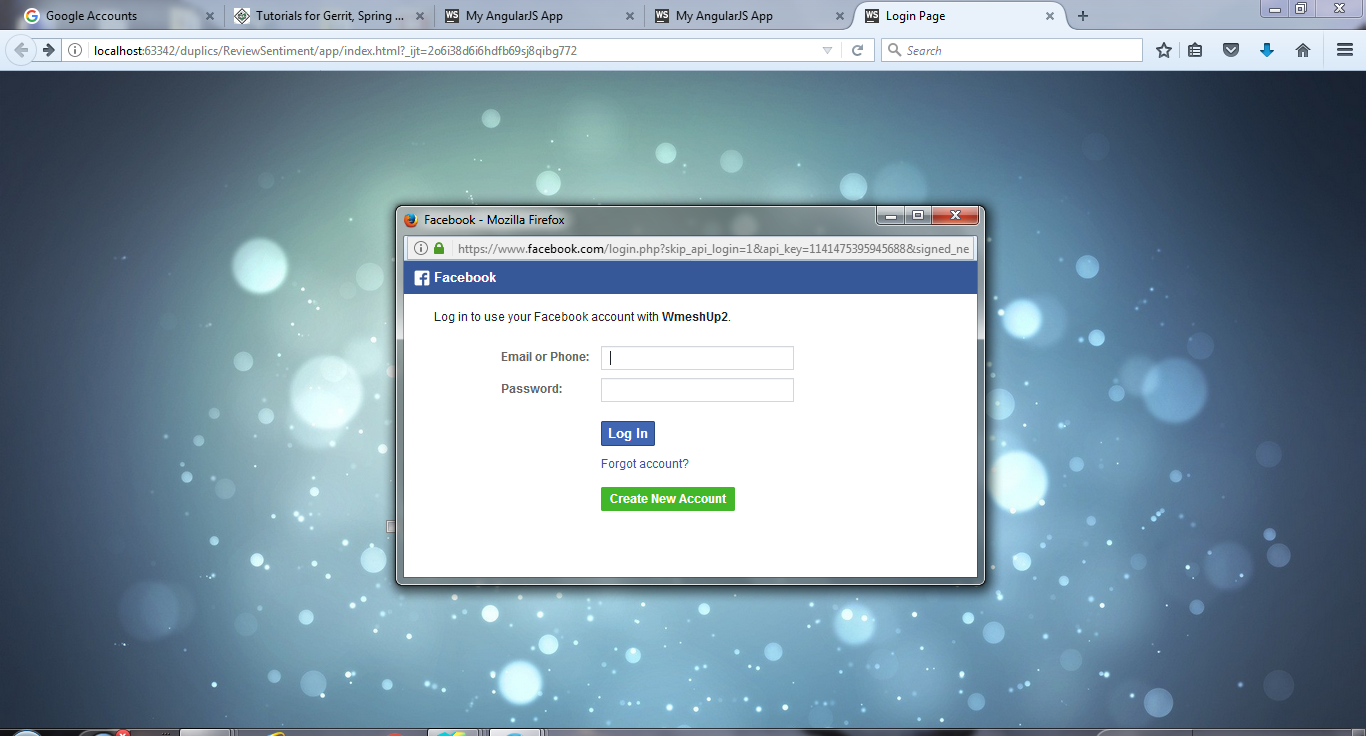 Google Accounts
Tutorials for Gerrit, Spring ...
WS My AngularJS App
WS My AngularJS App
WS Login Page
localhost:63342/duplics/ReviewSentiment/app/index.html?_ijt=2o6i38d6i6hdfb69sj8qibg772
Search
Facebook - Mozilla Firefox
https://www.facebook.com/login.php?skip_api_login=1&api_key=1141475395945688&signed_ne
Facebook
Log in to use your Facebook account with WmeshUp2.
Email or Phone:
Password:
Log In
Forgot account?
Create New Account